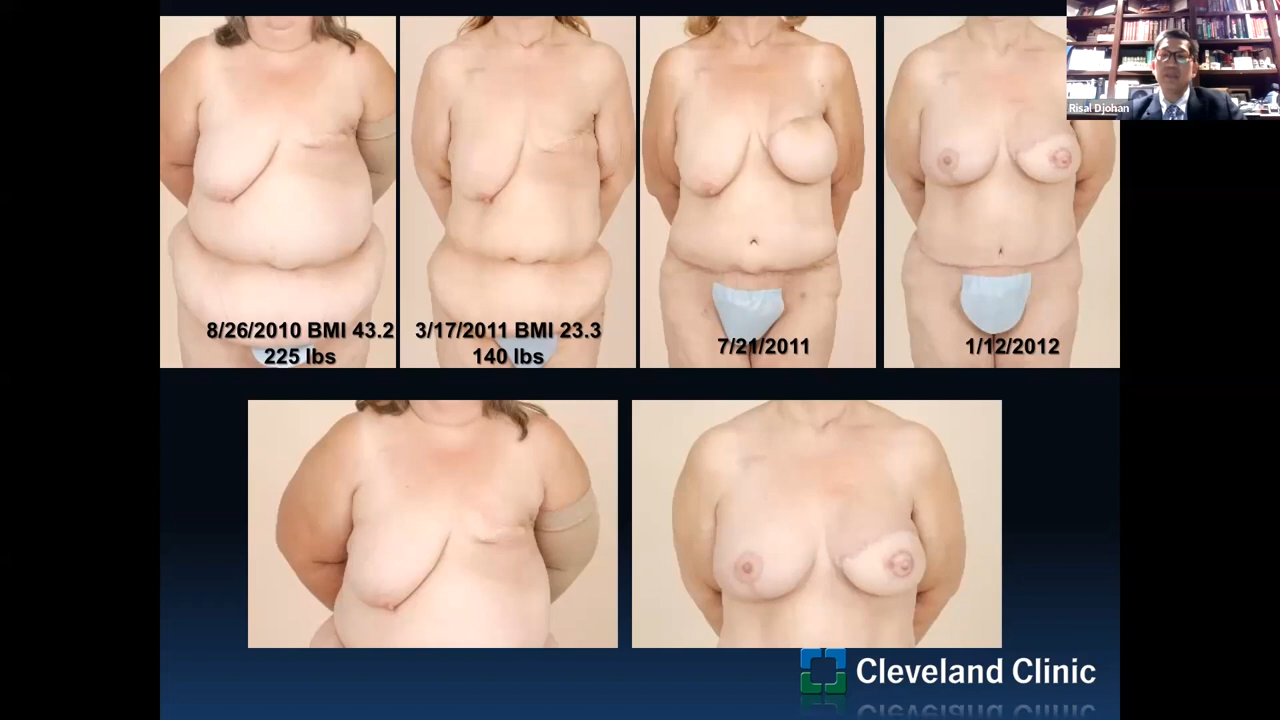 Risal Djohan
8/26/2010 BMI 43.2
225 lbs
3/17/2011 BMI 23.3
140 lbs
7/21/2011
1/12/2012
Cleveland Clinic